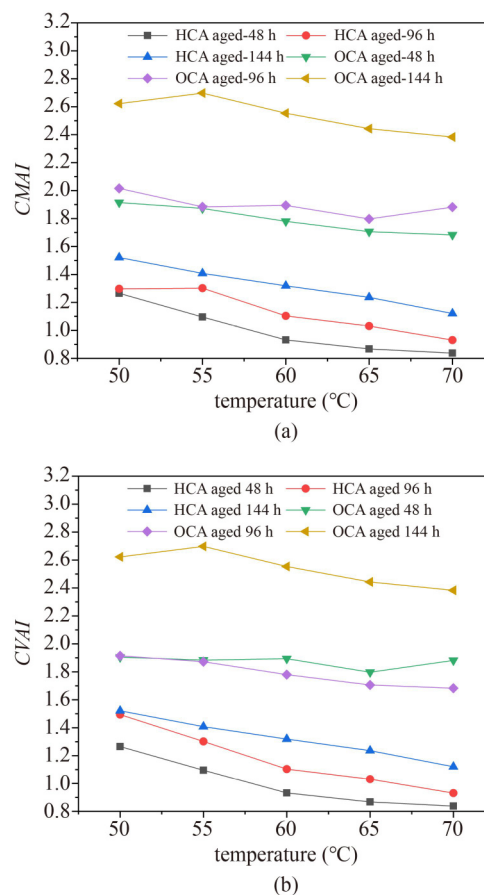 3.2
HCA aged-48 h HCA aged-96 h
3.0
HCA aged-144 h OCA aged-48 h
2.8
OCA aged-96 h OCA aged-144 h
2.6
2.4
2.2
CMAI
2.0
1.8
1.6
1.4
1.2
1.0
0.8
50 55 60 65 70
temperature (℃)
(a)
3.2
HCA aged 48 h HCA aged 96 h
3.0
HCA aged 144 h OCA aged 48 h
2.8
OCA aged 96 h OCA aged 144 h
2.6
2.4
2.2
CVAI
2.0
1.8
1.6
1.4
1.2
1.0
0.8
50 55 60 65 70
temperature (℃)
(b)